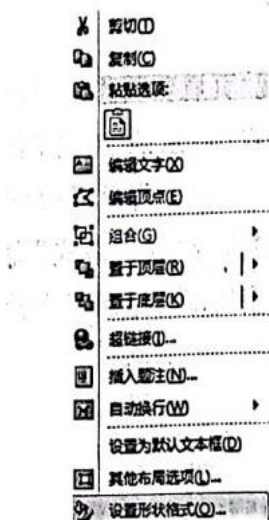 剪切(T)
复制(C)
粘贴选项:
编辑文字(X)
编辑顶点(E)
组合(G)
置于顶层(R)
置于底层(K)
超链接(I)...
插入题注(N)...
自动换行(W)
设置为默认文本框(D)
其他布局选项(L)...
设置形状格式(O)...